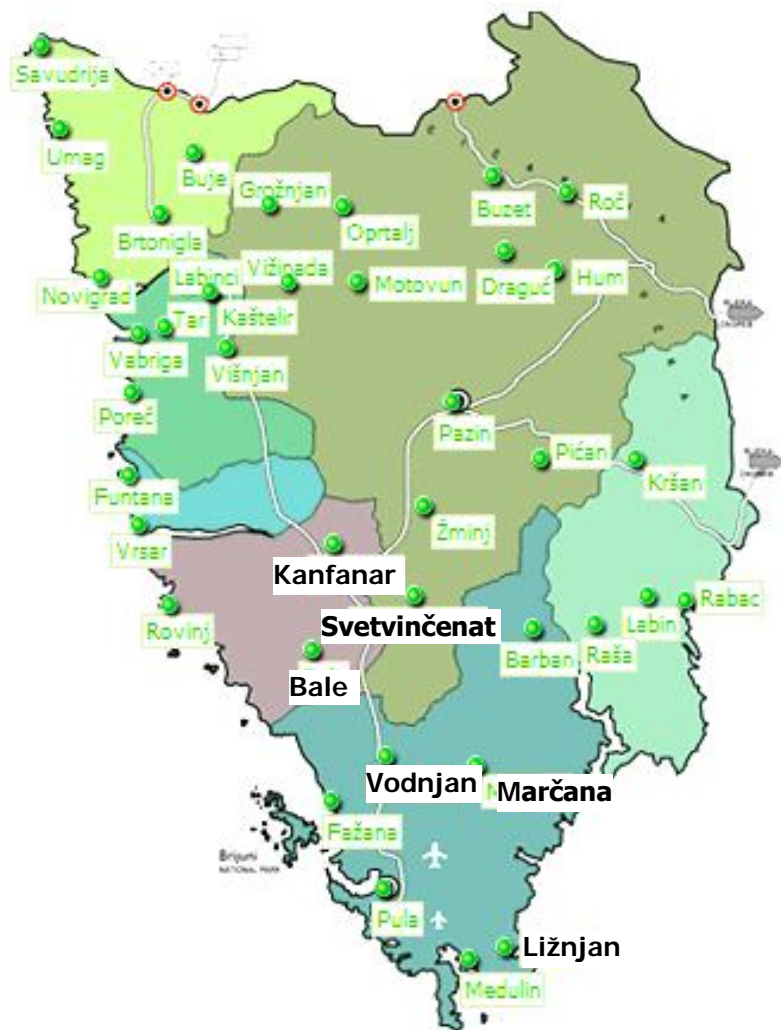 Savudrija
Umag
Buje
Grožnjan
Buzet
Roč
Brtonigla
Oprtalj
Novigrad
Labinci
Vižinada
Motovun
Draguć
Hum
Tar
Kaštelir
Vabriga
Višnjan
Poreč
Pazin
Pićan
Kršan
Funtana
Žminj
Vrsar
Kanfanar
Rovinj
Svetvinčenat
Barban
Raša
Labin
Rabac
Bale
Vodnjan
Marčana
Fažana
Brijuni
NATIONAL PARK
Pula
Ližnjan
Medulin